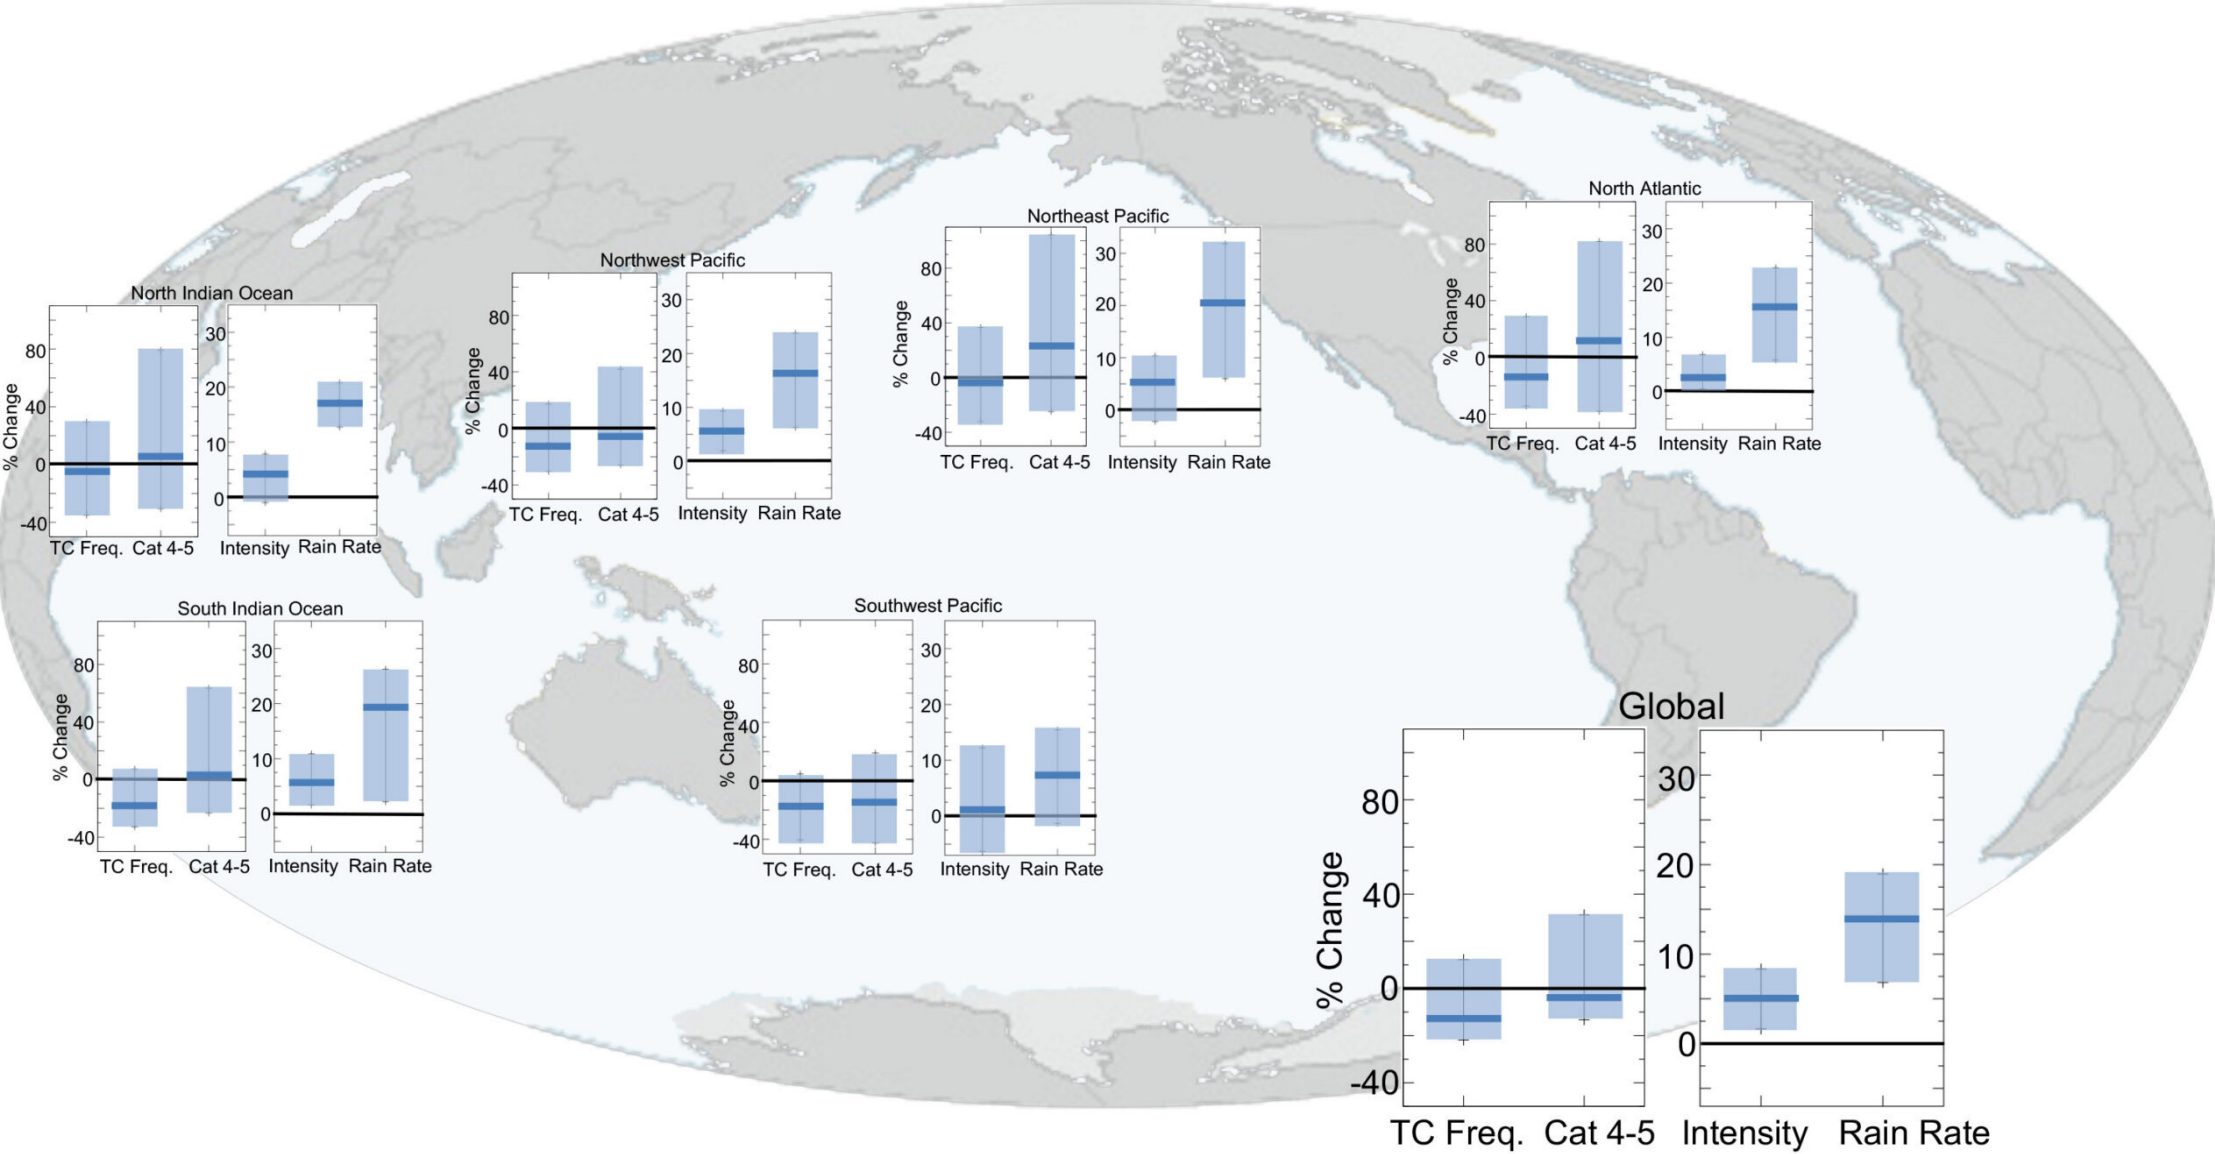 North Atlantic
% Change
80
40
0
-40
30
20
10
0
TC Freq. Cat 4-5 Intensity Rain Rate
Northeast Pacific
% Change
80
40
0
-40
30
20
10
0
TC Freq. Cat 4-5 Intensity Rain Rate
Northwest Pacific
% Change
80
40
0
-40
30
20
10
0
TC Freq. Cat 4-5 Intensity Rain Rate
North Indian Ocean
% Change
80
40
0
-40
30
20
10
0
TC Freq. Cat 4-5 Intensity Rain Rate
South Indian Ocean
% Change
80
40
0
-40
30
20
10
0
TC Freq. Cat 4-5 Intensity Rain Rate
Southwest Pacific
% Change
80
40
0
-40
30
20
10
0
TC Freq. Cat 4-5 Intensity Rain Rate
Global
% Change
80
40
0
-40
30
20
10
0
TC Freq. Cat 4-5 Intensity Rain Rate